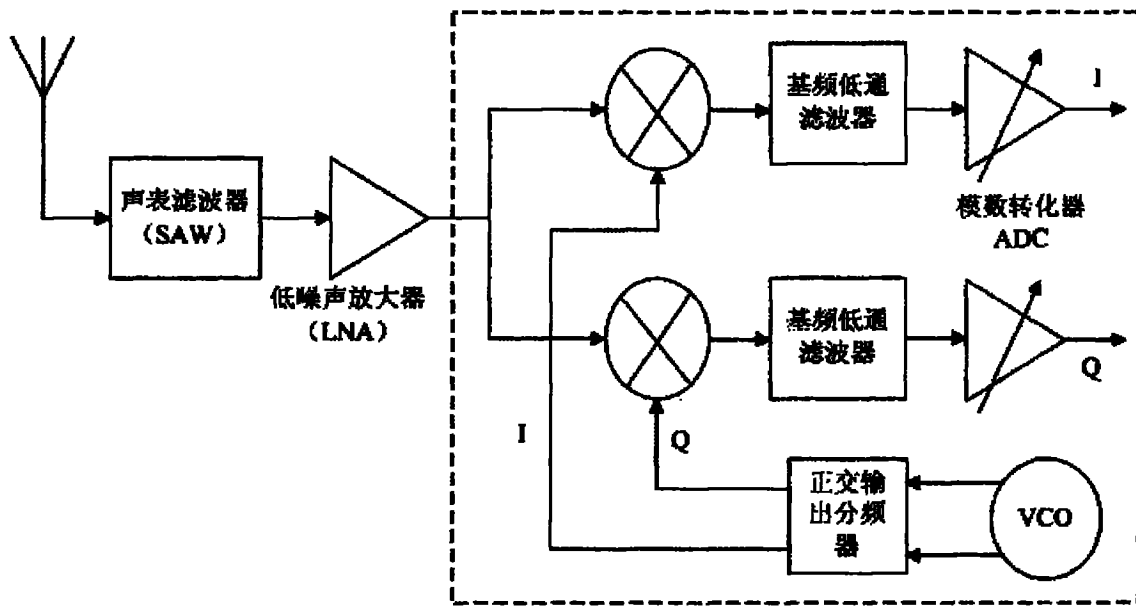 声表滤波器
（SAW）
低噪声放大器
（LNA）
基频低通
滤波器
I
模数转化器
ADC
基频低通
滤波器
Q
I
Q
正交输
出分频
器
VCO